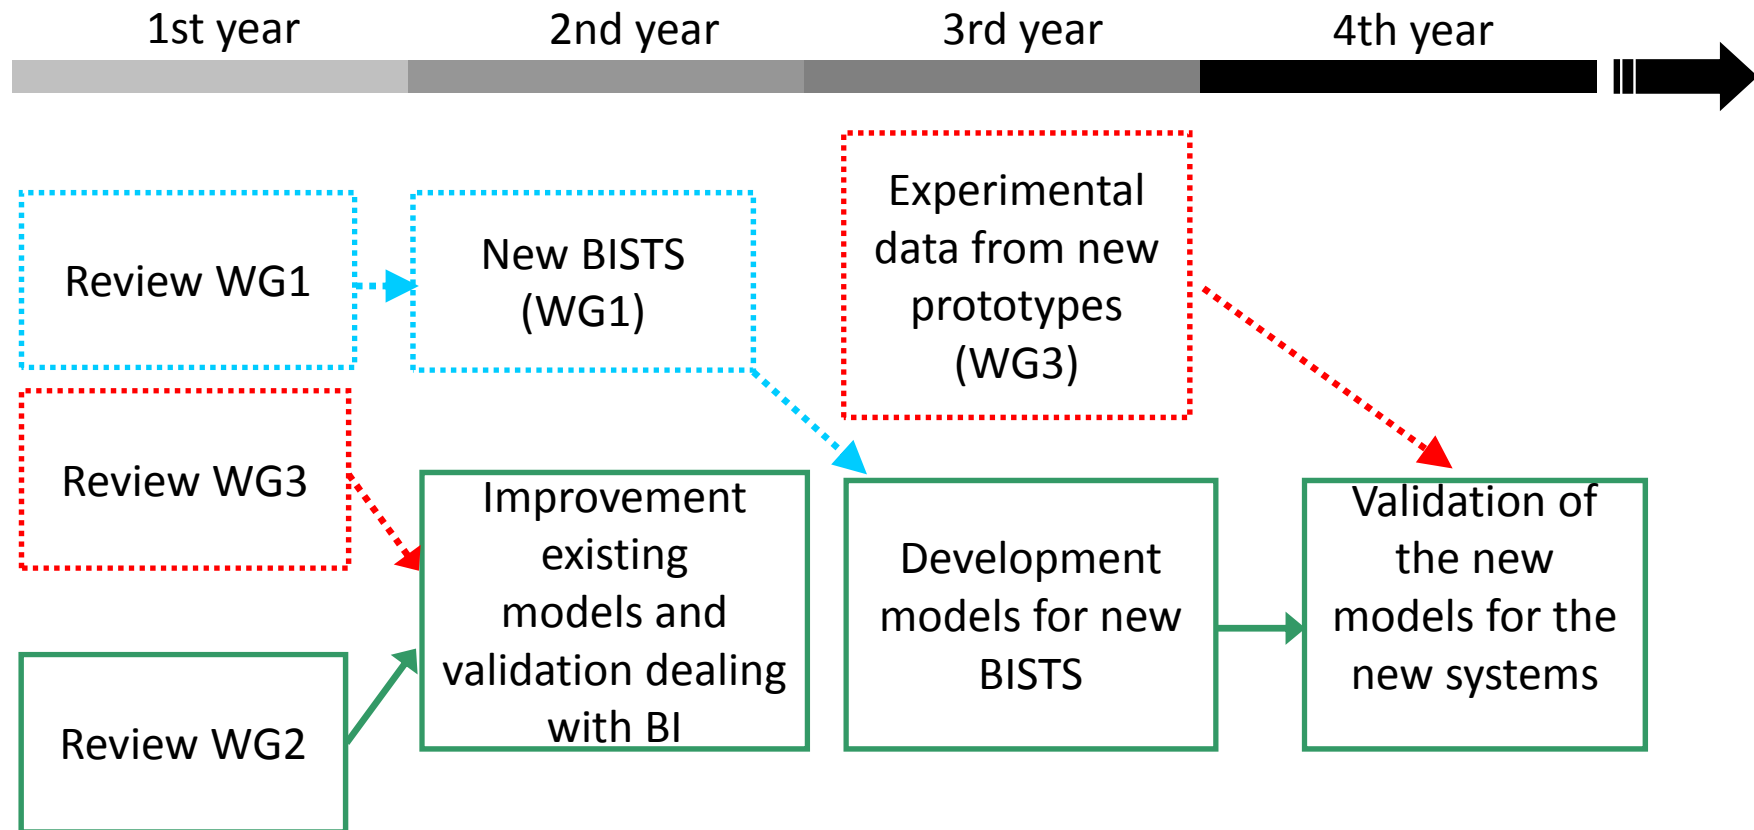 1st year
2nd year
3rd year
4th year
Review WG1
New BISTS
(WG1)
Experimental
data from new
prototypes
(WG3)
Review WG3
Improvement
existing
models and
validation dealing
with BI
Development
models for new
BISTS
Validation of
the new
models for the
new systems
Review WG2